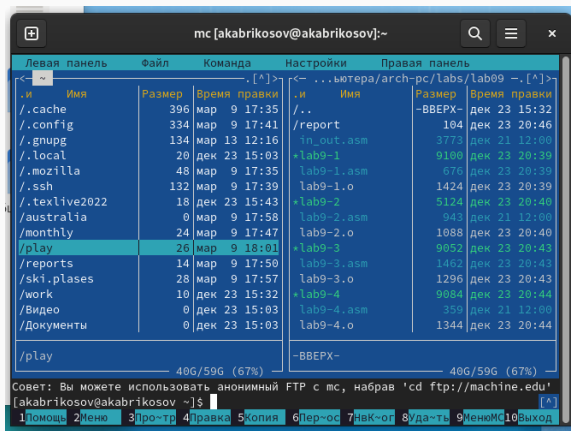 mc [akabrikosov@akabrikosov]:~
Левая панель Файл Команда Настройки Правая панель
<- ~ .[^]> <- ...ьютера/arch-pc/labs/lab09 .[^]>
.и Имя Размер Время правки .и Имя Размер Время правки
/.cache 396 мар 9 17:35 /.. -ВВЕРХ- дек 23 15:32
/.config 334 мар 9 17:41 /report 104 дек 23 20:46
/.gnupg 134 мар 13 12:16 in_out.asm 3773 дек 21 12:00
/.local 20 дек 23 15:03 *lab9-1 9100 дек 23 20:39
/.mozilla 48 мар 9 17:35 lab9-1.asm 676 дек 23 20:39
/.ssh 132 мар 9 17:39 lab9-1.o 1424 дек 23 20:39
/.texlive2022 18 дек 23 15:43 *lab9-2 5124 дек 23 20:40
/australia 0 мар 9 17:58 lab9-2.asm 943 дек 21 12:00
/monthly 24 мар 9 17:47 lab9-2.o 1088 дек 23 20:40
/play 26 мар 9 18:01 *lab9-3 9052 дек 23 20:43
/reports 14 мар 9 17:50 lab9-3.asm 1462 дек 23 20:43
/ski.plases 28 мар 9 17:57 lab9-3.o 1296 дек 23 20:43
/work 10 дек 23 15:32 *lab9-4 9084 дек 23 20:44
/Видео 0 дек 23 15:03 lab9-4.asm 359 дек 21 12:00
/Документы 0 дек 23 15:03 lab9-4.o 1344 дек 23 20:44
/play -ВВЕРХ-
40G/59G (67%) 40G/59G (67%)
Совет: Вы можете использовать анонимный FTP с mc, набрав 'cd ftp://machine.edu'
[akabrikosov@akabrikosov ~]$ [^]
1Помощь 2Меню 3Про~тр 4Правка 5Копия 6Пер~ос 7НвК~ог 8Уда~ть 9МенюMC 10Выход